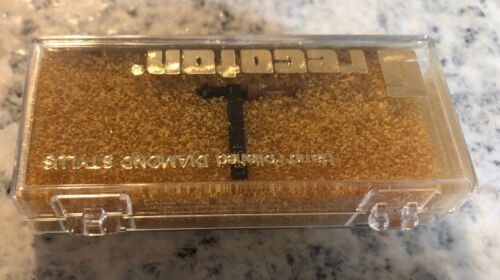 recoton®
Hand Polished DIAMOND STYLUS